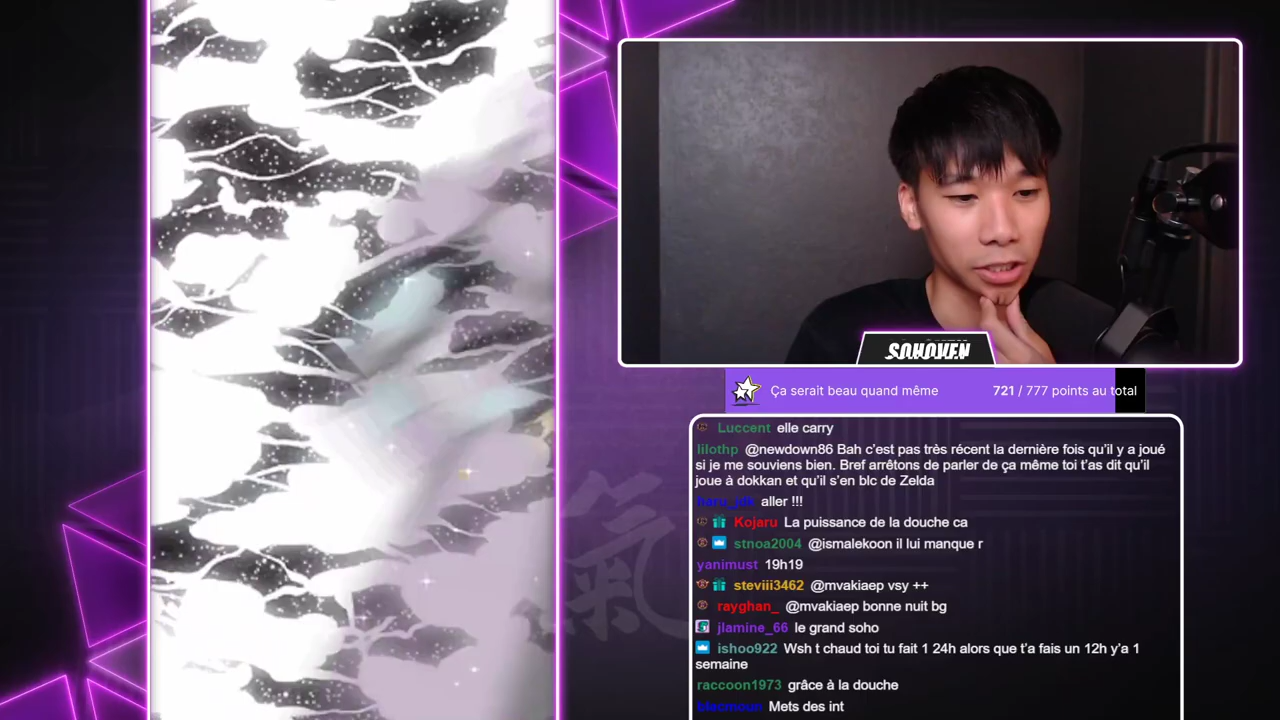 SOHOVEN
Ça serait beau quand même 721 / 777 points au total
Luccent elle carry
lilothp @newdown86 Bah c'est pas très récent la dernière fois qu'il y a joué
si je me souviens bien. Bref arrêtons de parler de ça même toi t'as dit qu'il
joue à dokkan et qu'il s'en blc de Zelda
haru_jdk aller !!!
Kojaru La puissance de la douche ca
stnoa2004 @ismalekoon il lui manque r
yanimust 19h19
steviii3462 @mvakiaep vsy ++
rayghan_ @mvakiaep bonne nuit bg
jlamine_66 le grand soho
ishoo922 Wsh t chaud toi tu fait 1 24h alors que t'a fais un 12h y'a 1
semaine
raccoon1973 grâce à la douche
Mets des int
氣